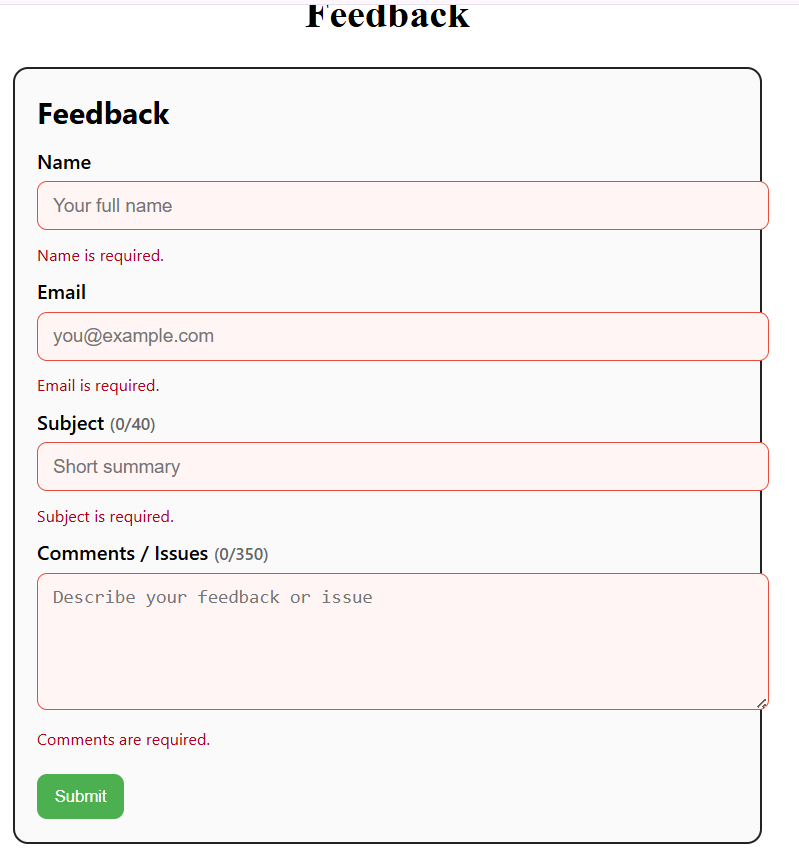 Feedback
Feedback
Name
Your full name
Name is required.
Email
you@example.com
Email is required.
Subject (0/40)
Short summary
Subject is required.
Comments / Issues (0/350)
Describe your feedback or issue
Comments are required.
Submit